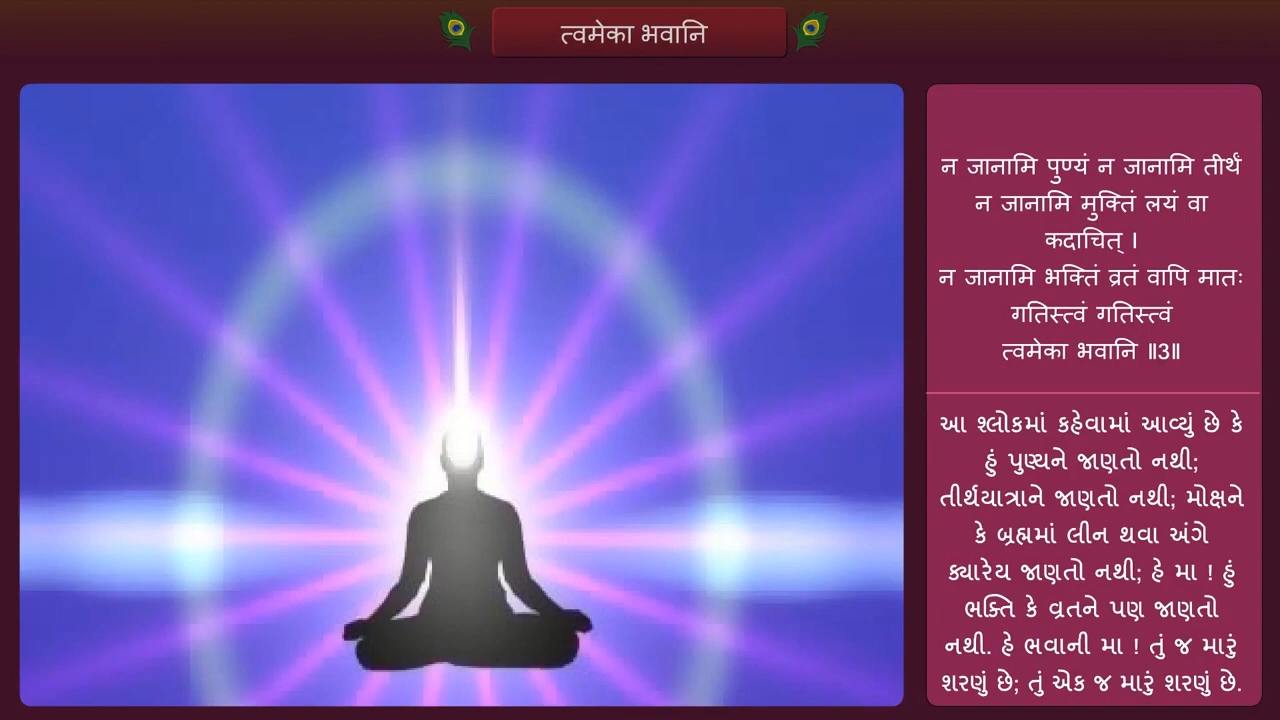 त्वमेका भवानि
न जानामि पुण्यं न जानामि तीर्थं
न जानामि मुक्तिं लयं वा
कदाचित् ।
न जानामि भक्तिं व्रतं वापि मातः
गतिस्त्वं गतिस्त्वं
त्वमेका भवानि ॥3॥
આ શ્લોકમાં કહેવામાં આવ્યું છે કે
હું પુણ્યને જાણતો નથી;
તીર્થયાત્રાને જાણતો નથી; મોક્ષને
કે બ્રહ્મમાં લીન થવા અંગે
ક્યારેય જાણતો નથી; હે મા ! હું
ભક્તિ કે વ્રતને પણ જાણતો
નથી. હે ભવાની મા ! તું જ મારું
શરણું છે; તું એક જ મારું શરણું છે.